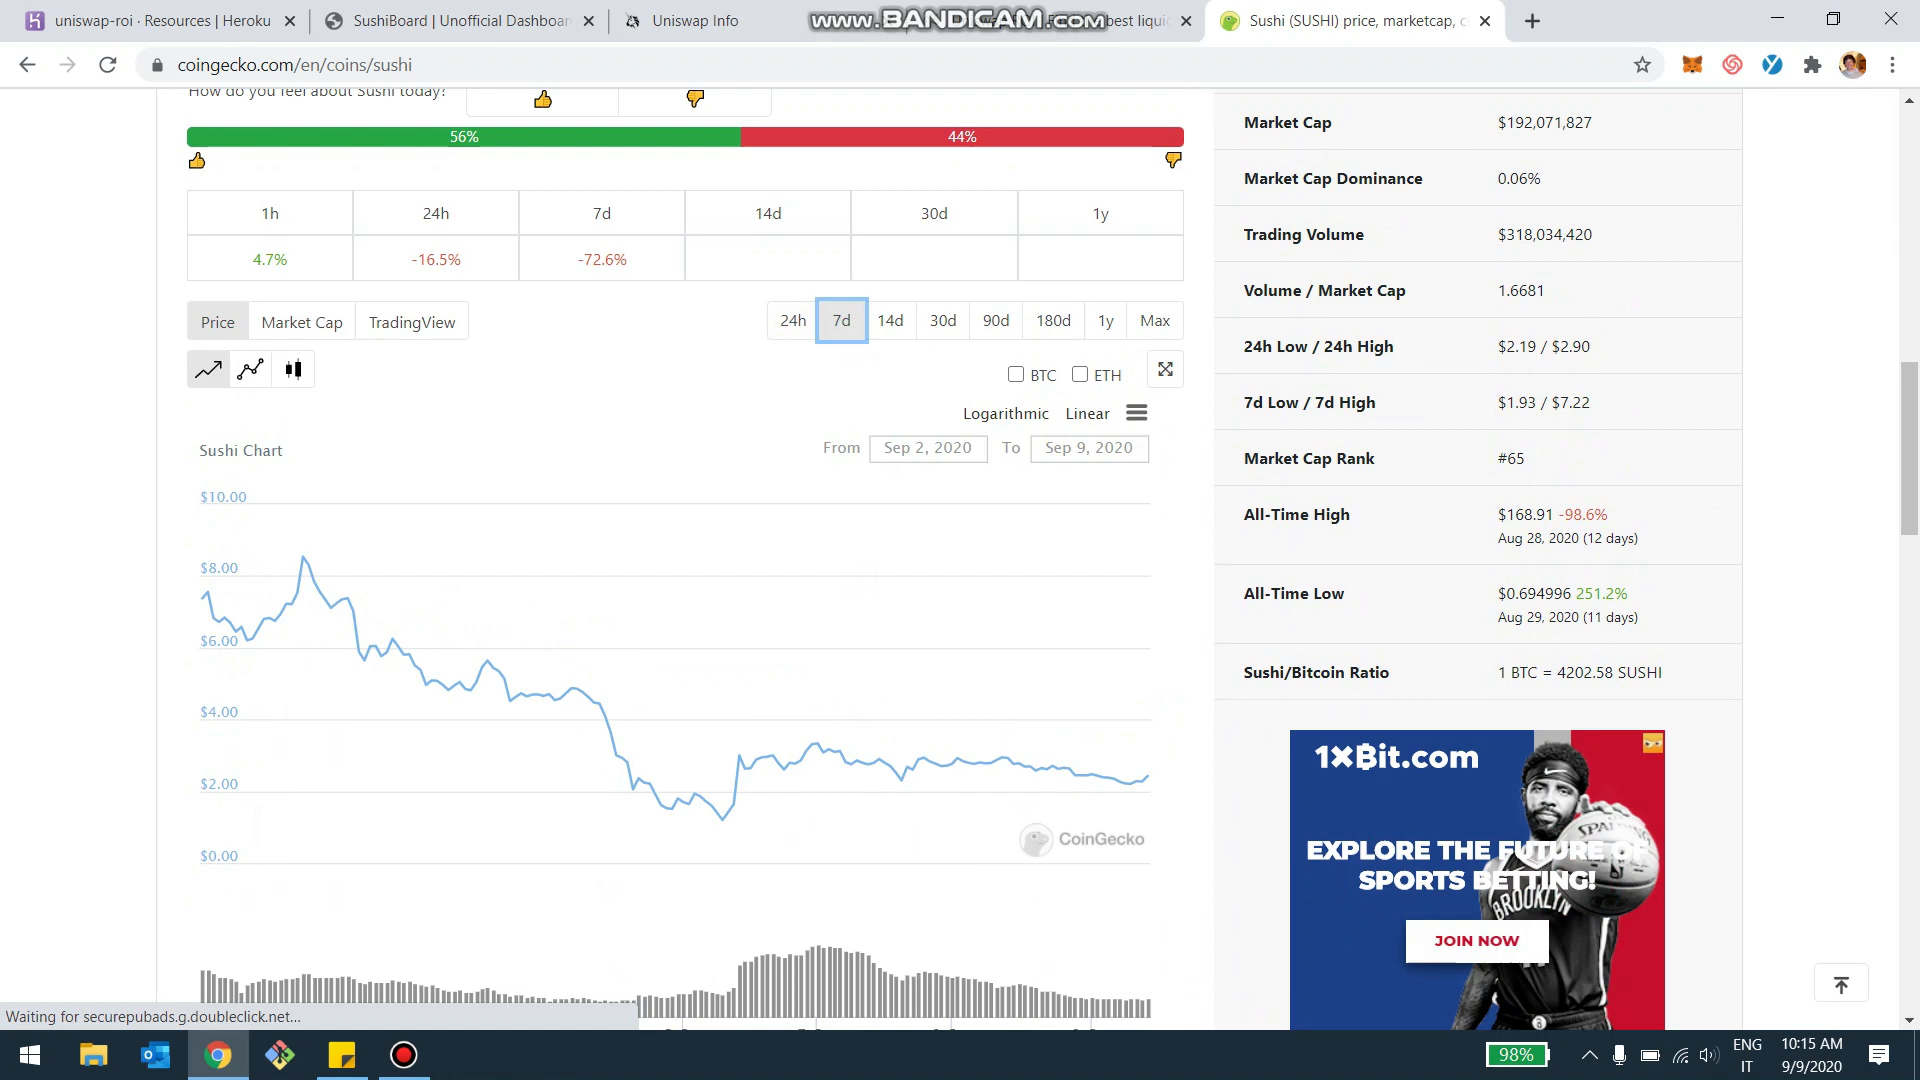 uniswap-roi · Resources | Heroku
SushiBoard | Unofficial Dashboar
Uniswap Info
www.BANDICAM.com
best liqui
Sushi (SUSHI) price, marketcap, c
coingecko.com/en/coins/sushi
How do you feel about Sushi today?
56%
44%
1h 24h 7d 14d 30d 1y
4.7% -16.5% -72.6%
Price Market Cap TradingView
24h 7d 14d 30d 90d 180d 1y Max
BTC ETH
Logarithmic Linear
Sushi Chart
From Sep 2, 2020 To Sep 9, 2020
$10.00
$8.00
$6.00
$4.00
$2.00
$0.00
CoinGecko
Market Cap $192,071,827
Market Cap Dominance 0.06%
Trading Volume $318,034,420
Volume / Market Cap 1.6681
24h Low / 24h High $2.19 / $2.90
7d Low / 7d High $1.93 / $7.22
Market Cap Rank #65
All-Time High $168.91 -98.6%
Aug 28, 2020 (12 days)
All-Time Low $0.694996 251.2%
Aug 29, 2020 (11 days)
Sushi/Bitcoin Ratio 1 BTC = 4202.58 SUSHI
1XBit.com
SPALDING
EXPLORE THE FUTURE OF
SPORTS BETTING!
BROOKLYN
JOIN NOW
Waiting for securepubads.g.doubleclick.net...
98%
ENG
IT
10:15 AM
9/9/2020